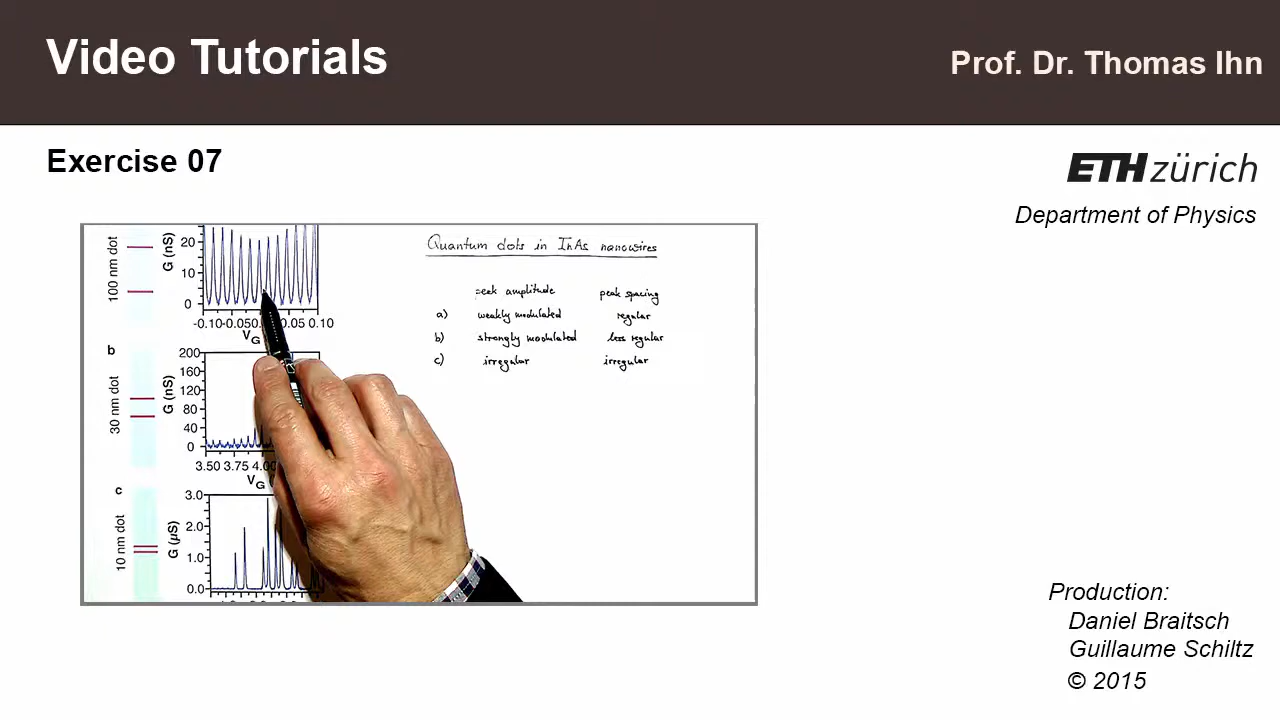 Video Tutorials
Prof. Dr. Thomas Ihn
Exercise 07
ETH zürich
Department of Physics
100 nm dot
G (nS)
20
10
0
-0.10 -0.05 0.05 0.10
VG
b
30 nm dot
G (nS)
200
160
120
80
40
0
3.50 3.75 4.00
VG
c
10 nm dot
G (µS)
3.0
2.0
1.0
0.0
Quantum dots in InAs nanowires
peak amplitude peak spacing
a) weakly modulated regular
b) strongly modulated less regular
c) irregular irregular
Production:
Daniel Braitsch
Guillaume Schiltz
© 2015